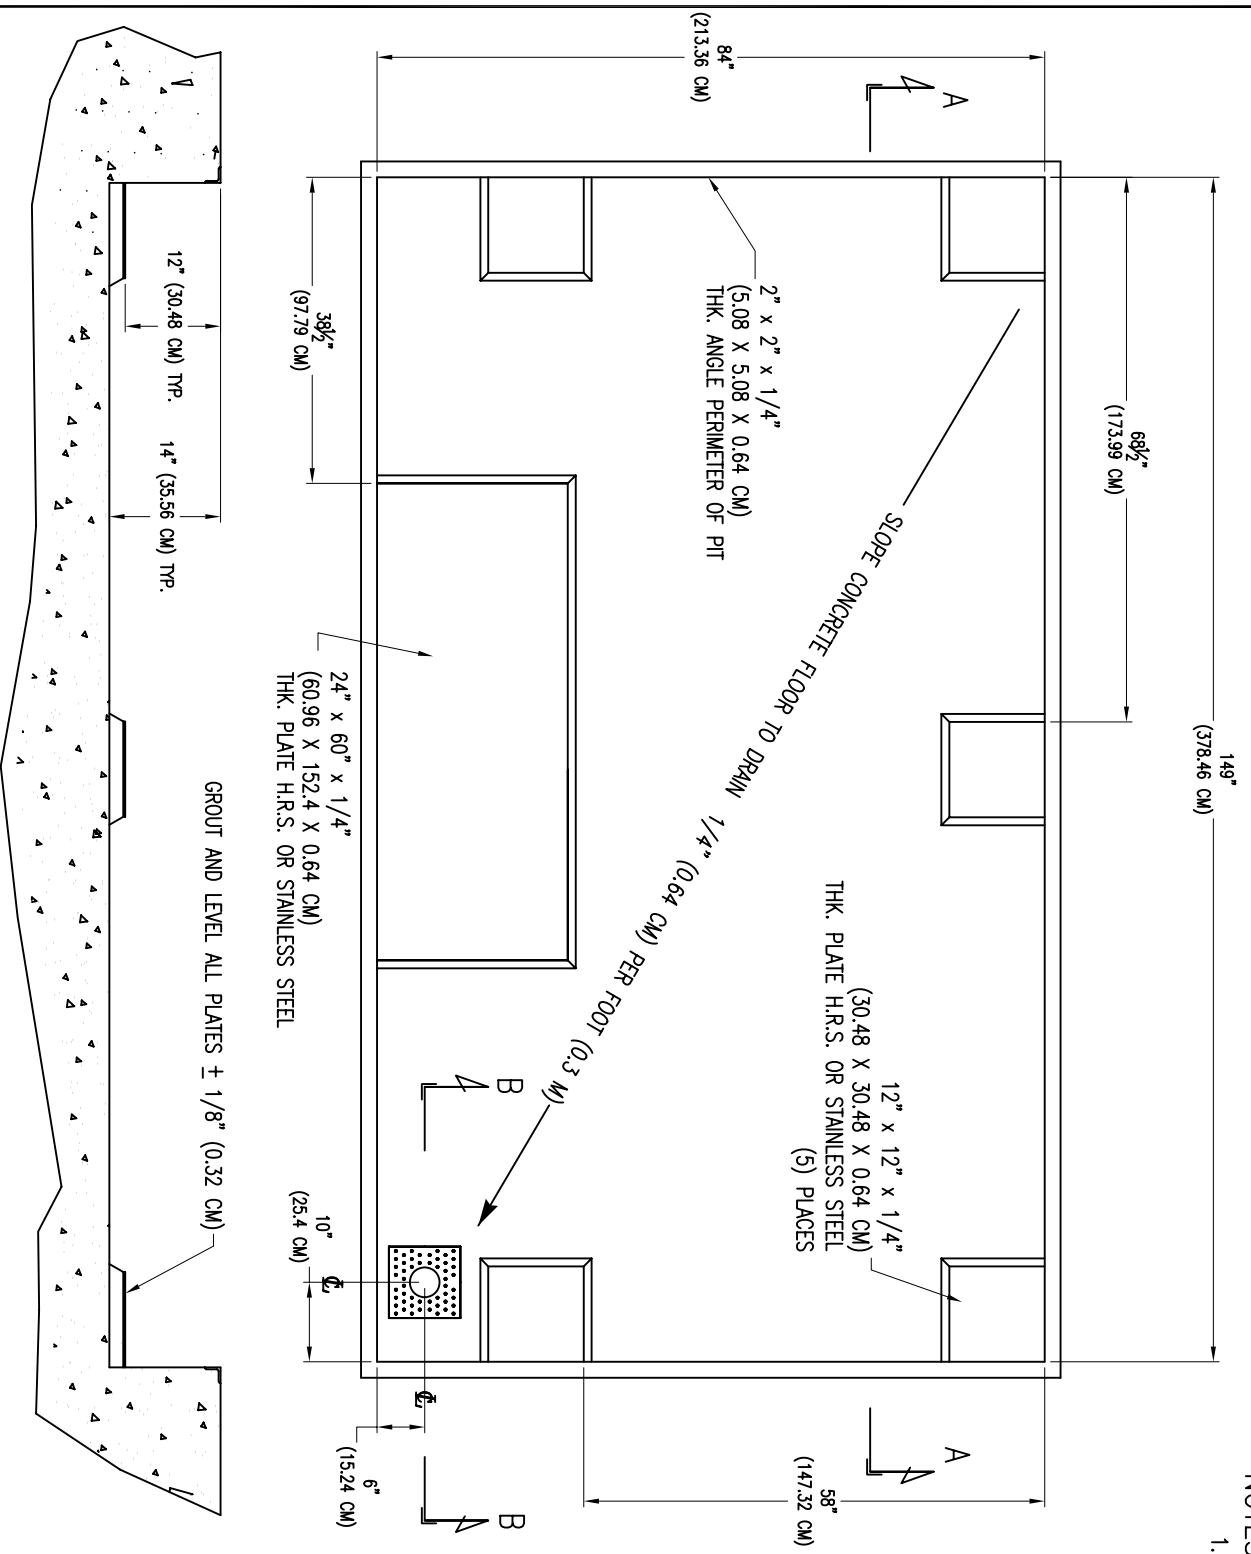 NOTES
1.
149"
(378.46 CM)
68½"
(173.99 CM)
84"
(213.36 CM)
A
A
58"
(147.32 CM)
12" x 12" x 1/4"
(30.48 X 30.48 X 0.64 CM)
THK. PLATE H.R.S. OR STAINLESS STEEL
(5) PLACES
2" x 2" x 1/4"
(5.08 X 5.08 X 0.64 CM)
THK. ANGLE PERIMETER OF PIT
SLOPE CONCRETE FLOOR TO DRAIN 1/4" (0.64 CM) PER FOOT (0.3 M)
B
B
38½"
(97.79 CM)
24" x 60" x 1/4"
(60.96 X 152.4 X 0.64 CM)
THK. PLATE H.R.S. OR STAINLESS STEEL
10"
(25.4 CM)
℄
℄
6"
(15.24 CM)
12" (30.48 CM) TYP.
14" (35.56 CM) TYP.
GROUT AND LEVEL ALL PLATES ± 1/8" (0.32 CM)